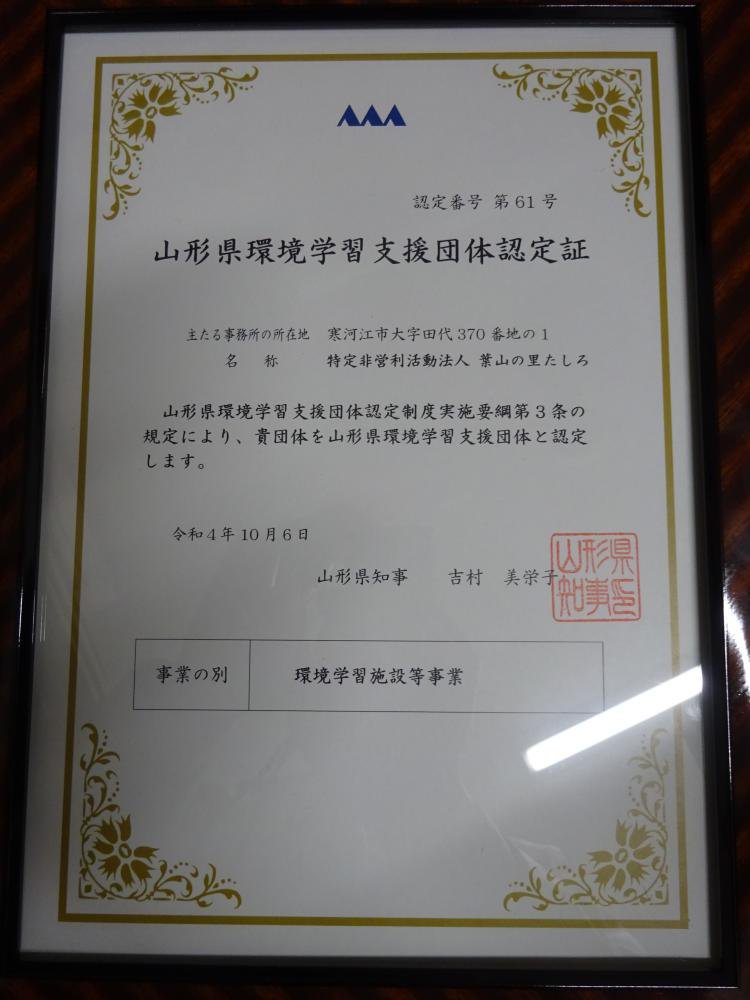 認定番号 第61号
山形県環境学習支援団体認定証
主たる事務所の所在地 寒河江市大字田代370番地の1
名 称 特定非営利活動法人 葉山の里たしろ
山形県環境学習支援団体認定制度実施要綱第3条の
規定により、貴団体を山形県環境学習支援団体と認定
します。
令和4年10月6日
山形県知事 吉村 美栄子
山形県
知事印
事業の別 環境学習施設等事業